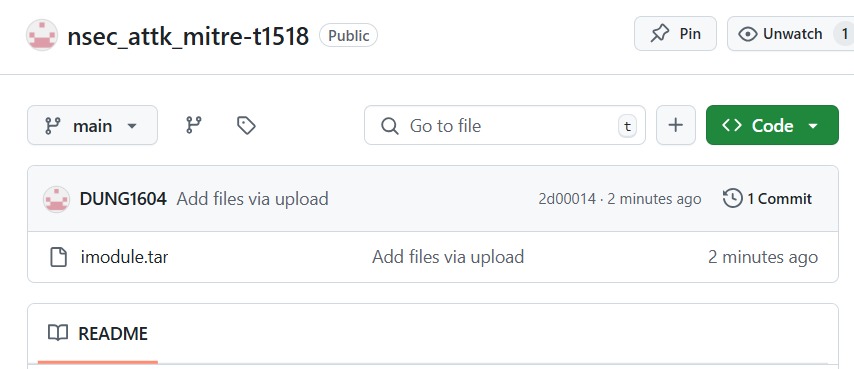 nsec_attk_mitre-t1518 Public Pin Unwatch 1
main Go to file t Code
DUNG1604 Add files via upload 2d00014 · 2 minutes ago 1 Commit
imodule.tar Add files via upload 2 minutes ago
README